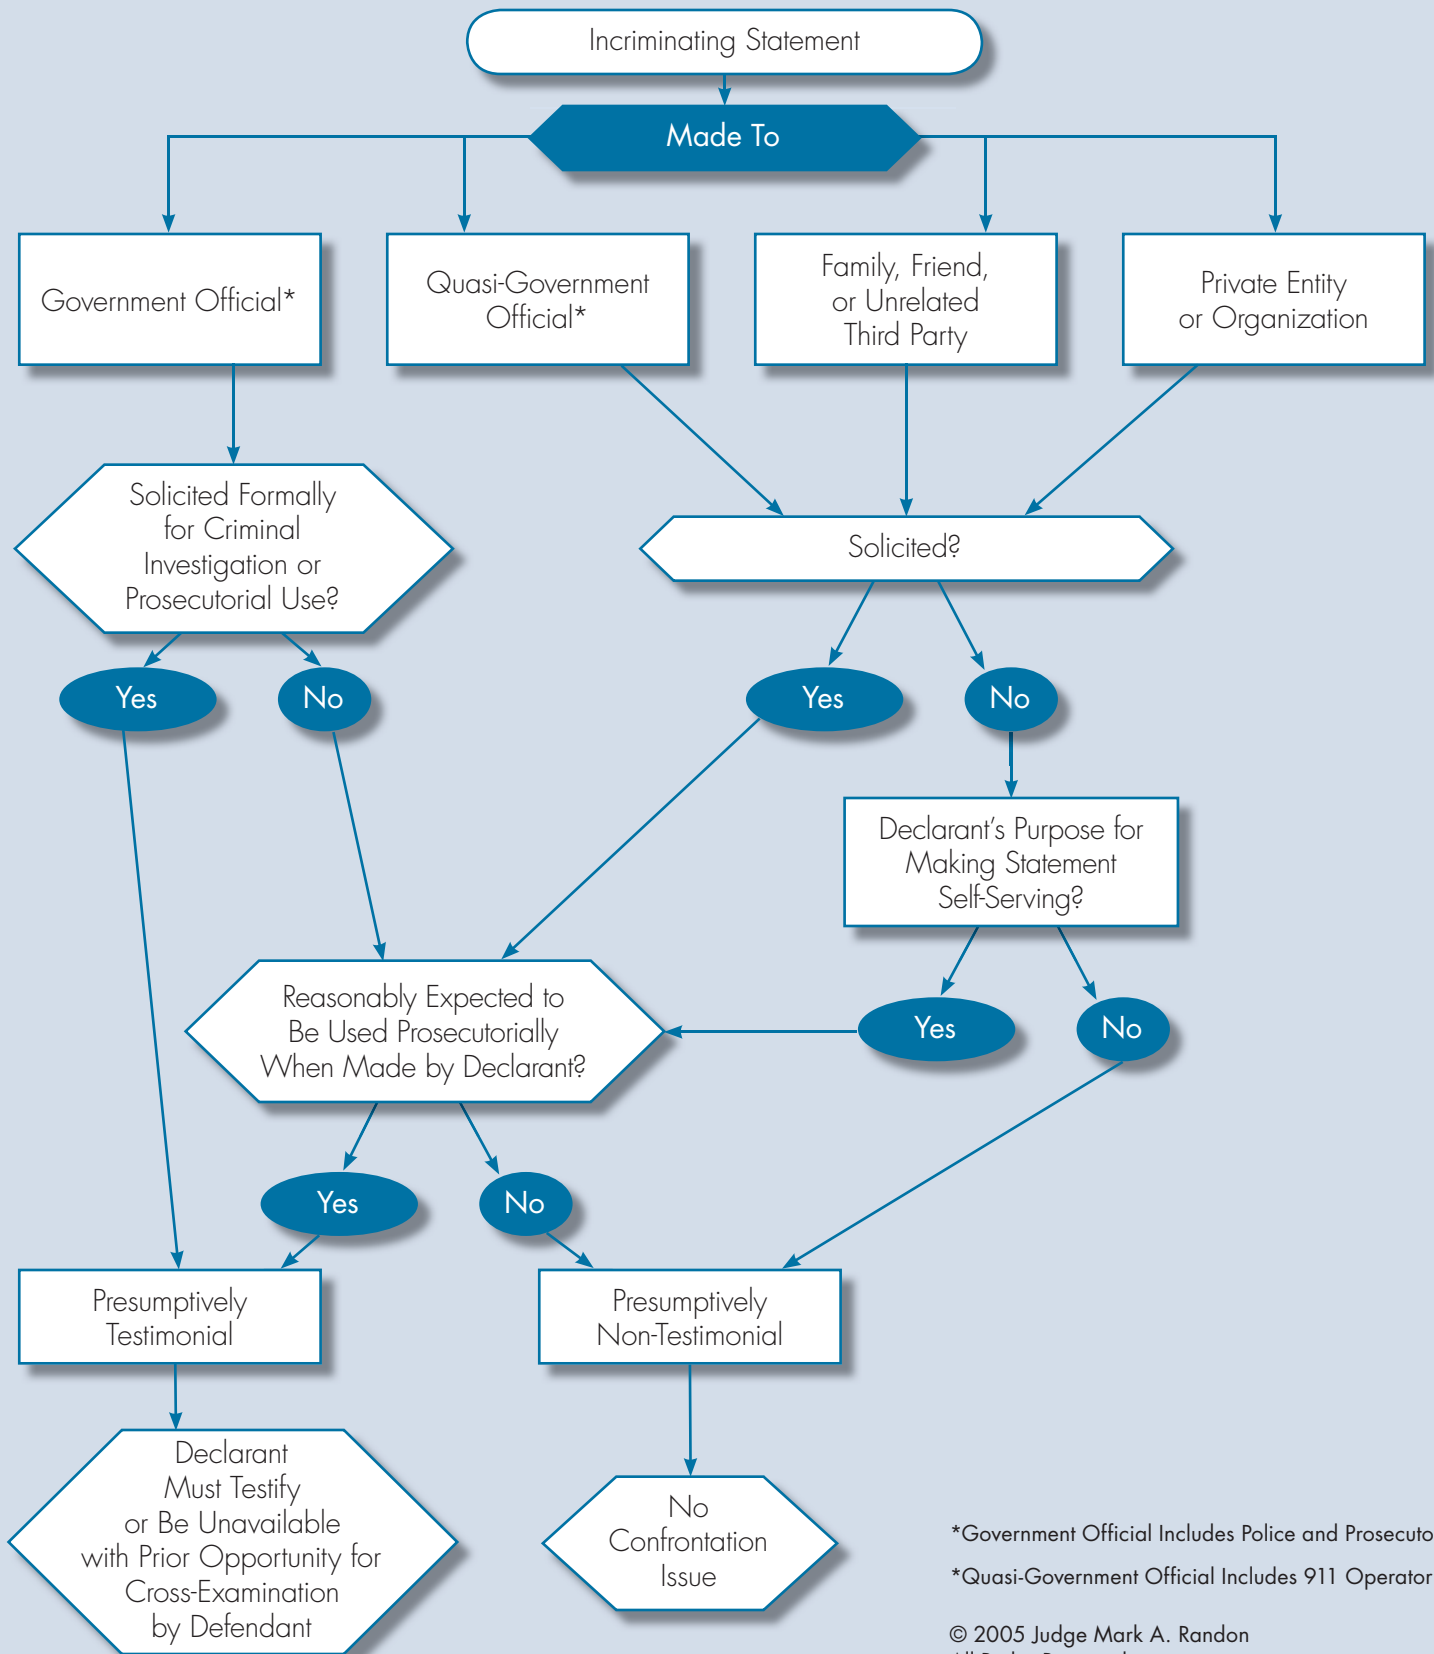 Incriminating Statement
Made To
Government Official*
Quasi-Government
Official*
Family, Friend,
or Unrelated
Third Party
Private Entity
or Organization
Solicited Formally
for Criminal
Investigation or
Prosecutorial Use?
Solicited?
Yes
No
Yes
No
Declarant's Purpose for
Making Statement
Self-Serving?
Reasonably Expected to
Be Used Prosecutorially
When Made by Declarant?
Yes
No
Yes
No
Presumptively
Testimonial
Presumptively
Non-Testimonial
Declarant
Must Testify
or Be Unavailable
with Prior Opportunity for
Cross-Examination
by Defendant
No
Confrontation
Issue
*Government Official Includes Police and
*Quasi-Government Official Includes 911 Operator
© 2005 Judge Mark A. Randon